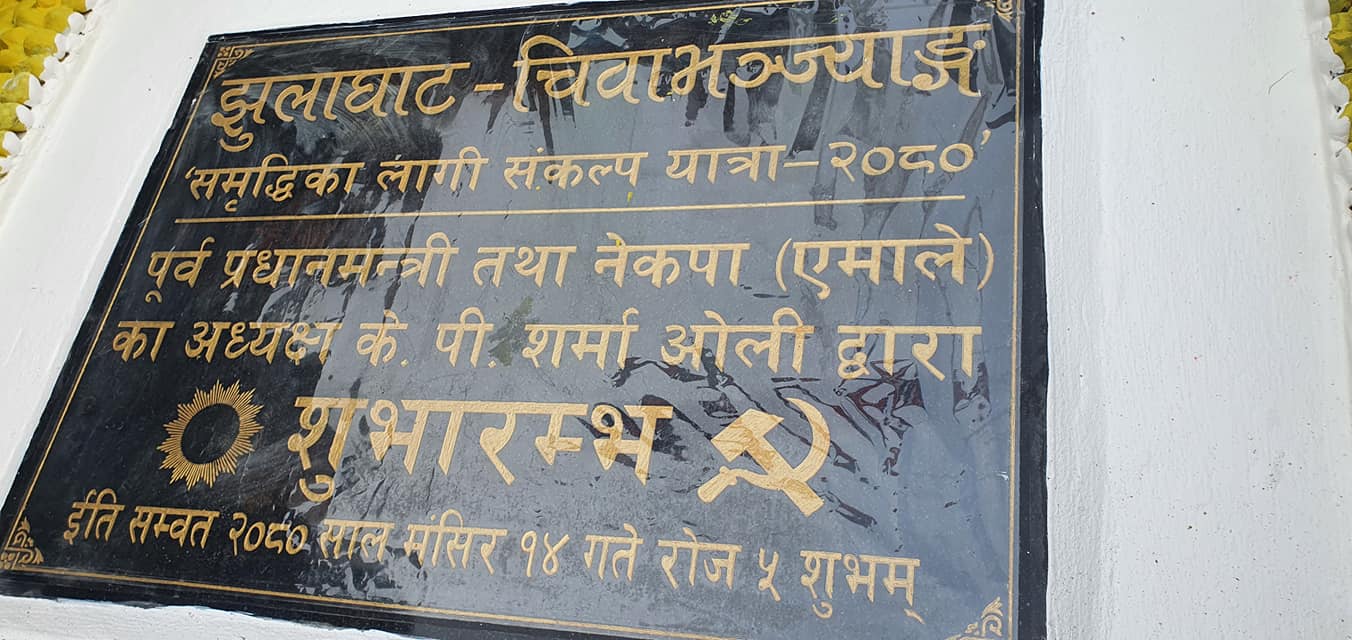 झुलाघाट -चिवाभञ्ज्याङ्ग
‘समृद्धिका लागी संकल्प यात्रा–२०८०’
पूर्व प्रधानमन्त्री तथा नेकपा (एमाले)
का अध्यक्ष के. पी. शर्मा ओली द्वारा
शुभारम्भ
ईति सम्वत २०८० साल मंसिर १४ गते रोज ५ शुभम्